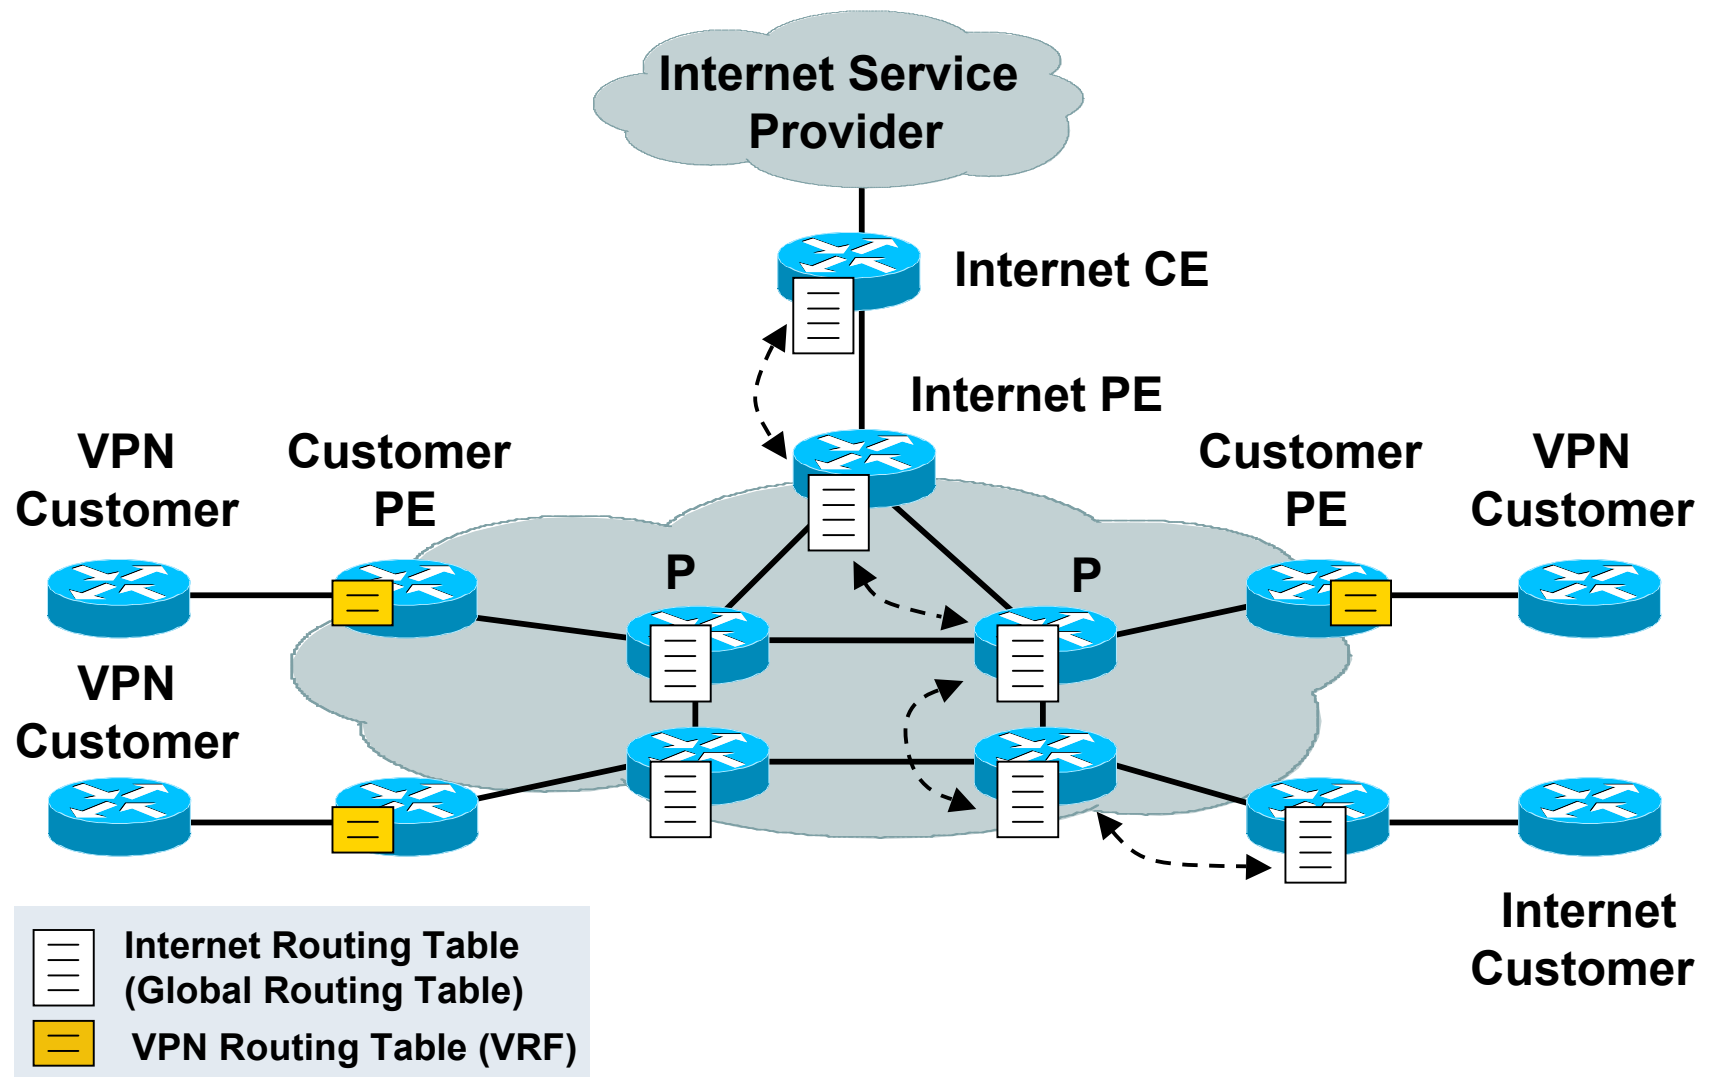 Internet Service
Provider
Internet CE
Internet PE
VPN
Customer
Customer
PE
Customer
PE
VPN
Customer
P
P
VPN
Customer
Internet
Customer
Internet Routing Table
(Global Routing Table)
VPN Routing Table (VRF)